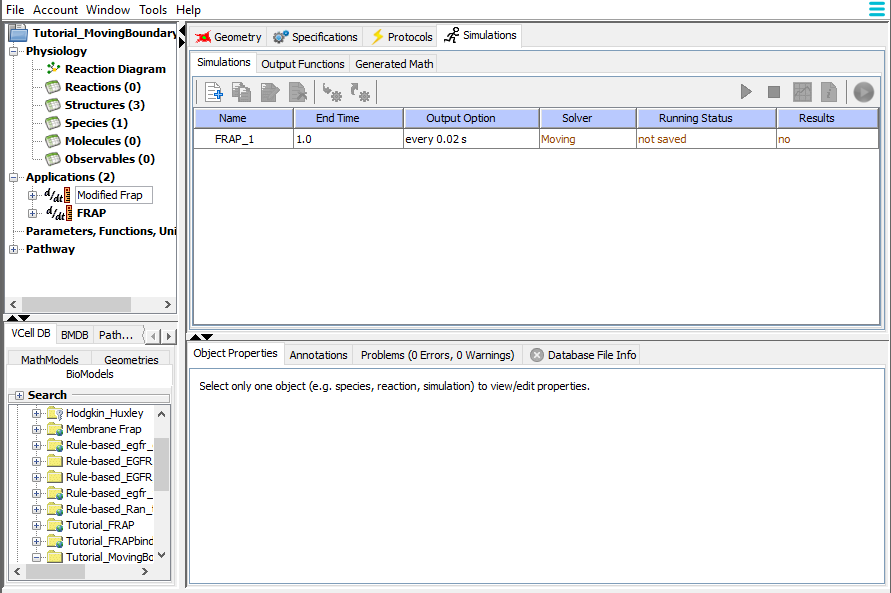 File Account Window Tools Help
Tutorial_MovingBoundary
Physiology
Reaction Diagram
Reactions (0)
Structures (3)
Species (1)
Molecules (0)
Observables (0)
Applications (2)
d/dt Modified Frap
d/dt FRAP
Parameters, Functions, Uni
Pathway
VCell DB BMDB Path...
MathModels Geometries
BioModels
Search
Hodgkin_Huxley
Membrane Frap
Rule-based_egfr_
Rule-based_EGFR
Rule-based_EGFR
Rule-based_egfr_
Rule-based_Ran_
Tutorial_FRAP
Tutorial_FRAPbind
Tutorial_MovingBo
Geometry Specifications Protocols Simulations
Simulations Output Functions Generated Math
Name End Time Output Option Solver Running Status Results
FRAP_1 1.0 every 0.02 s Moving not saved no
Object Properties Annotations Problems (0 Errors, 0 Warnings) Database File Info
Select only one object (e.g. species, reaction, simulation) to view/edit properties.